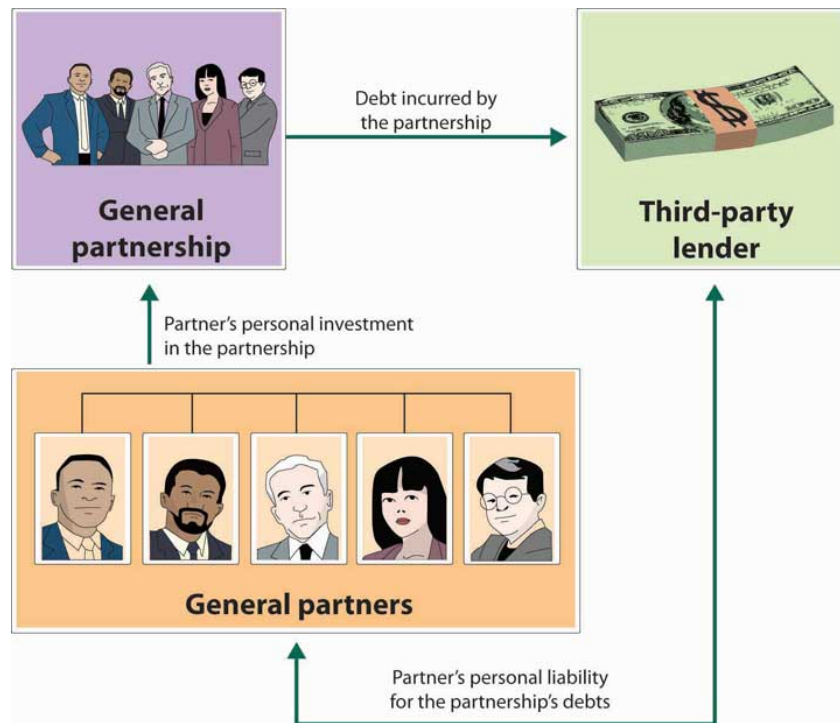 Debt incurred by
the partnership
General
partnership
Third-party
lender
Partner's personal investment
in the partnership
General partners
Partner's personal liability
for the partnership's debts